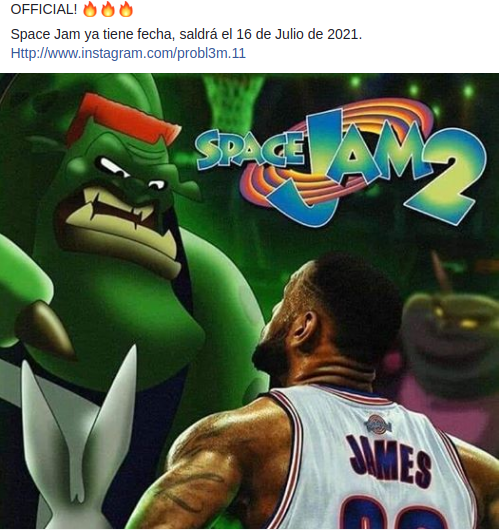 OFFICIAL! 🔥🔥🔥
Space Jam ya tiene fecha, saldrá el 16 de Julio de 2021.
Http://www.instagram.com/probl3m.11
SPACE JAM 2
JAMES